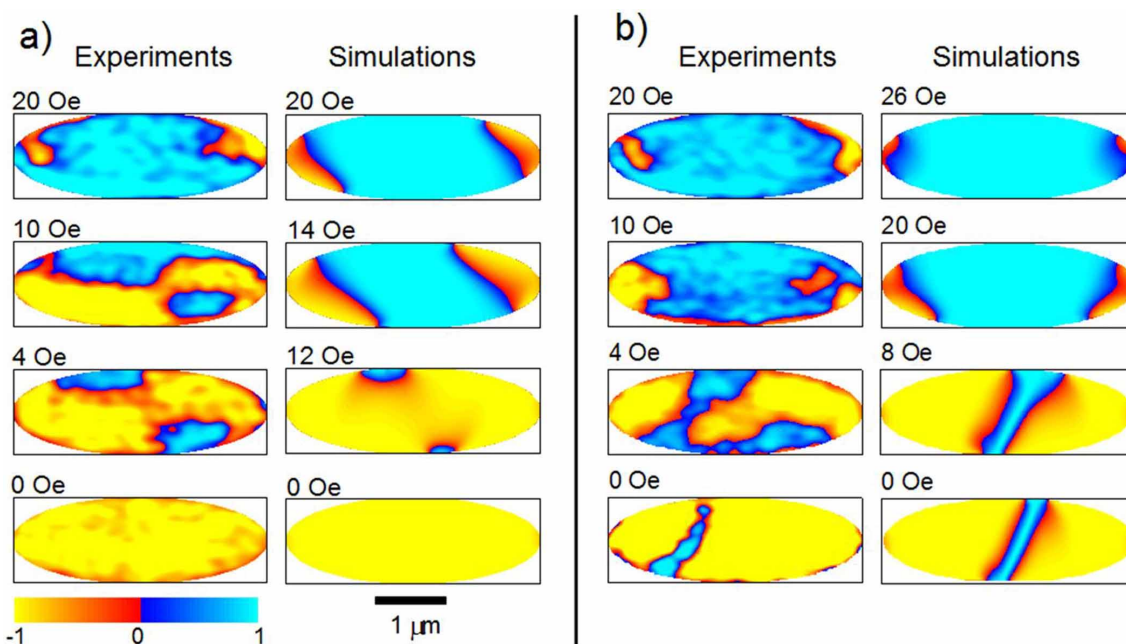 a)
Experiments Simulations
20 Oe 20 Oe
10 Oe 14 Oe
4 Oe 12 Oe
0 Oe 0 Oe
-1 0 1
1 μm
b)
Experiments Simulations
20 Oe 26 Oe
10 Oe 20 Oe
4 Oe 8 Oe
0 Oe 0 Oe